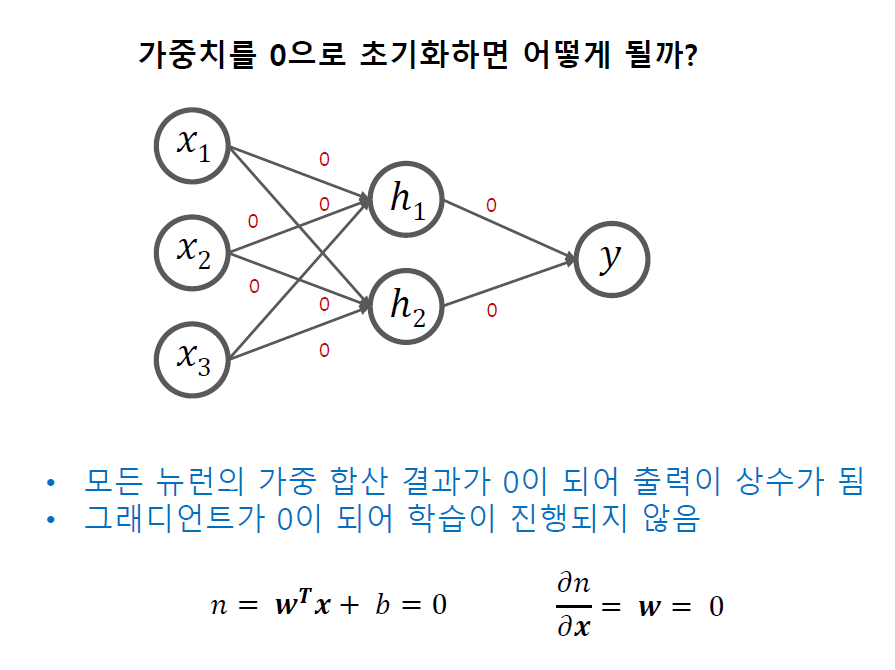 가중치를 0으로 초기화하면 어떻게 될까?
x₁
0
0
h₁
0
x₂
0
y
0
0
h₂
0
x₃
0
• 모든 뉴런의 가중 합산 결과가 0이 되어 출력이 상수가 됨
• 그래디언트가 0이 되어 학습이 진행되지 않음
n = wᵀx + b = 0
∂n/∂x = w = 0